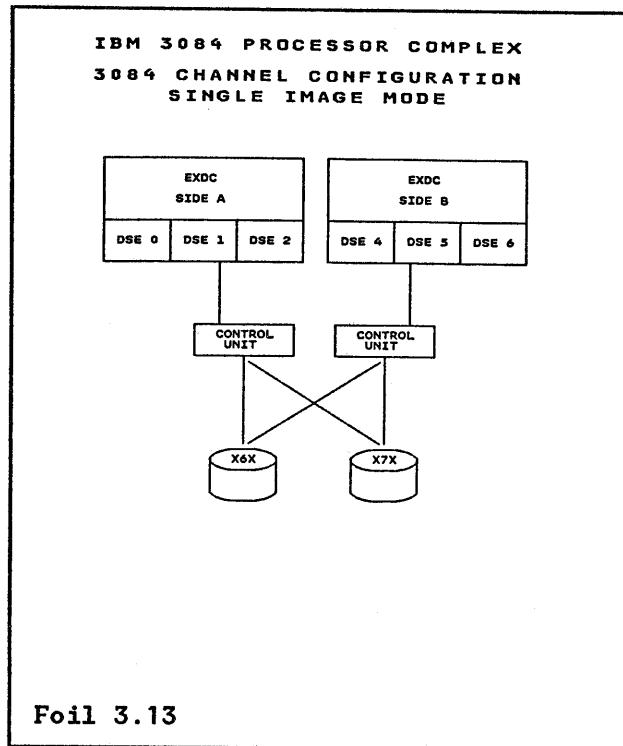 IBM 3084 PROCESSOR COMPLEX
3084 CHANNEL CONFIGURATION
SINGLE IMAGE MODE
EXDC
SIDE A
DSE 0 DSE 1 DSE 2
EXDC
SIDE B
DSE 4 DSE 5 DSE 6
CONTROL
UNIT
CONTROL
UNIT
X6X
X7X
Foil 3.13